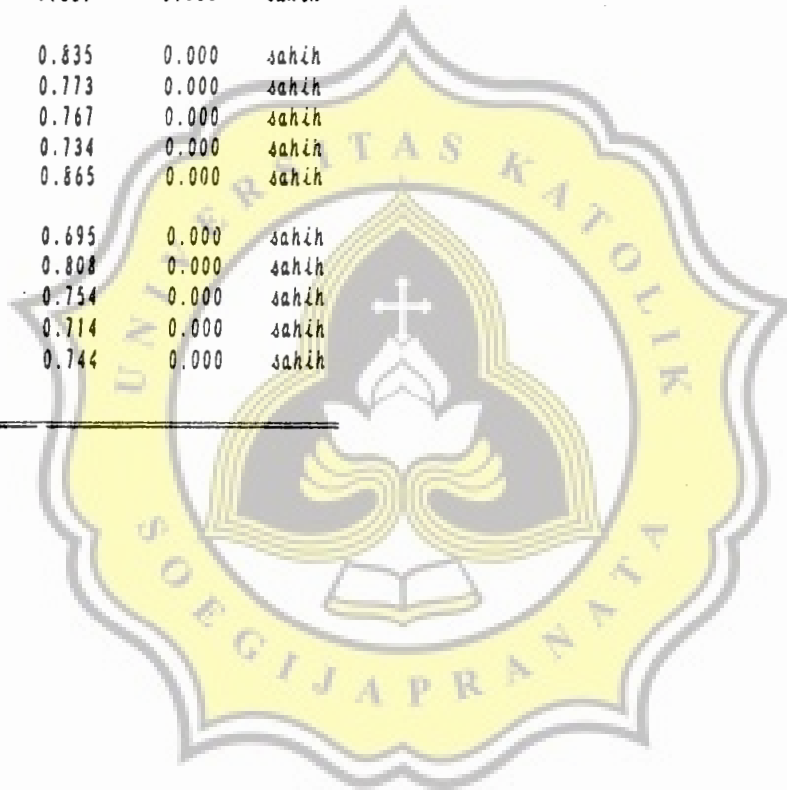 sahih
0.835 0.000 sahih
0.773 0.000 sahih
0.767 0.000 sahih
0.734 0.000 sahih
0.865 0.000 sahih
0.695 0.000 sahih
0.808 0.000 sahih
0.754 0.000 sahih
0.714 0.000 sahih
0.744 0.000 sahih
UNIVERSITAS KATOLIK
SOEGIJAPRANATA